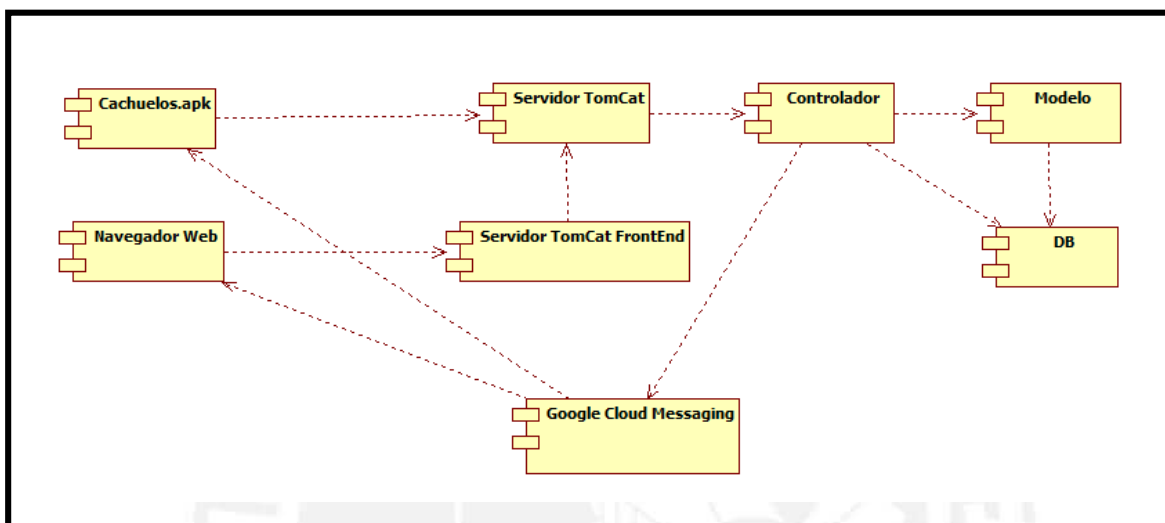 Cachuelos.apk
Servidor TomCat
Controlador
Modelo
Navegador Web
Servidor TomCat FrontEnd
DB
Google Cloud Messaging